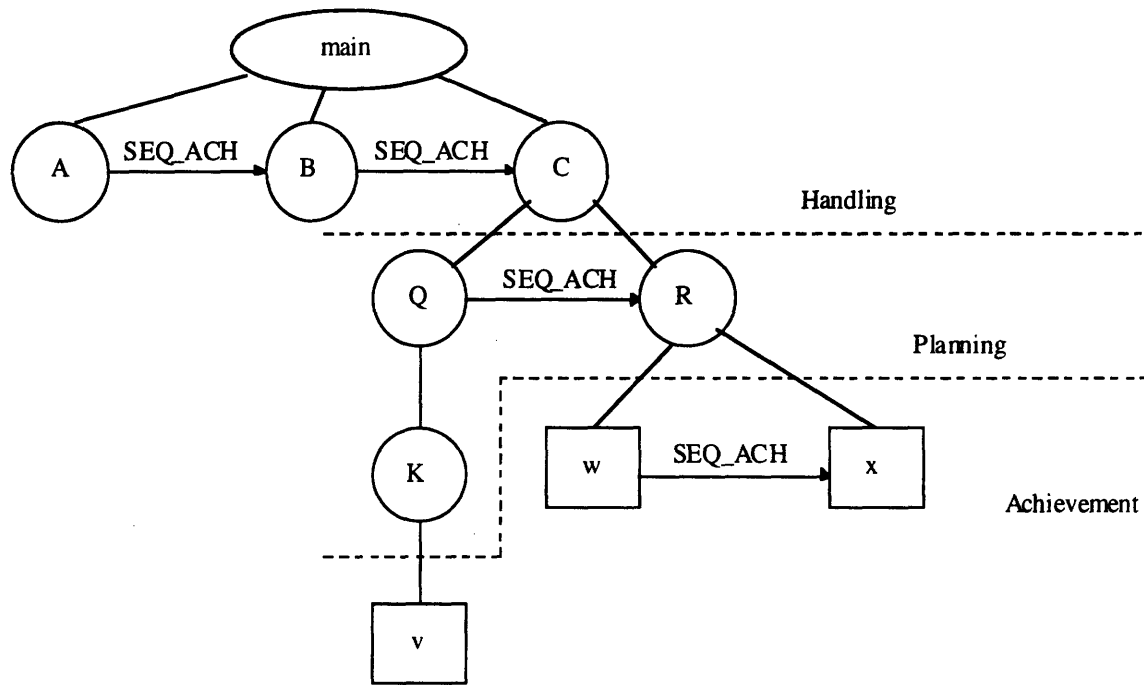 main
A
SEQ_ACH
B
SEQ_ACH
C
Handling
Q
SEQ_ACH
R
Planning
K
w
SEQ_ACH
x
Achievement
v